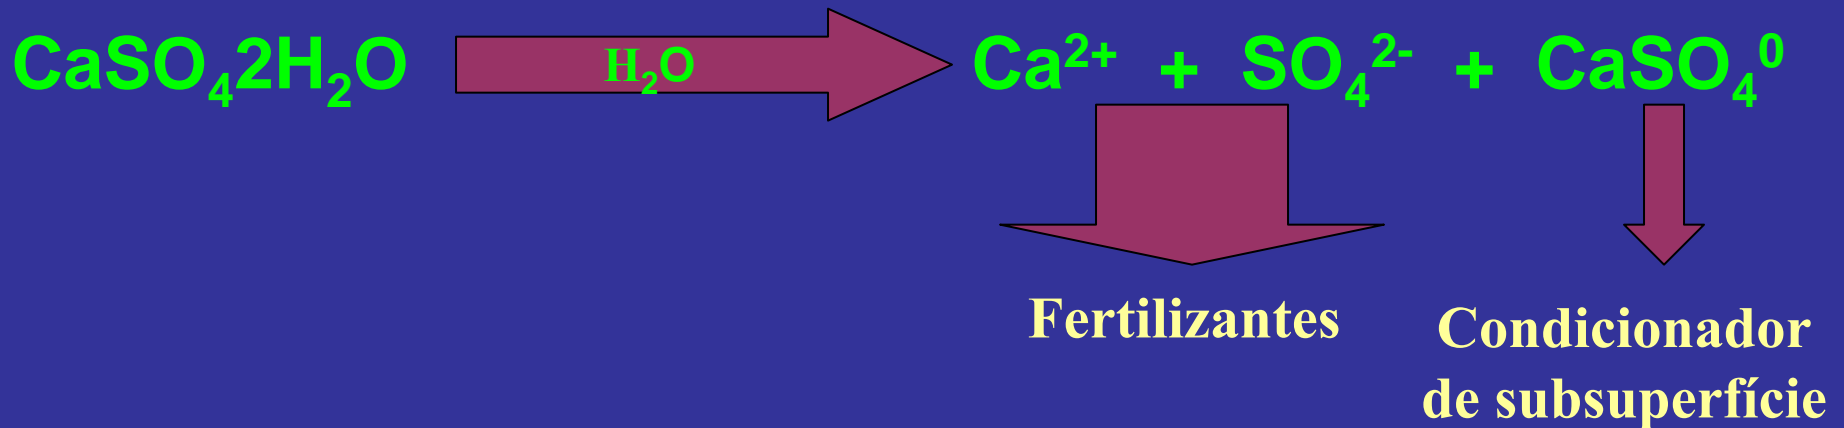 CaSO₄2H₂O H₂O Ca²⁺ + SO₄²⁻ + CaSO₄⁰
Fertilizantes
Condicionador
de subsuperfície